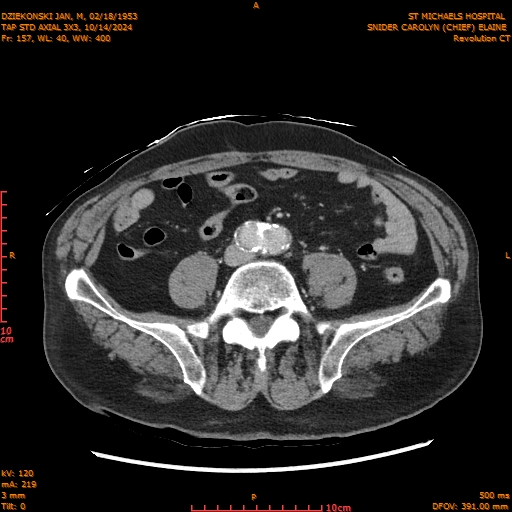 A
DZIEKONSKI JAN, M, 02/18/1953
TAP STD AXIAL 3X3, 10/14/2024
Fr: 157, WL: 40, WW: 400
ST MICHAELS HOSPITAL
SNIDER CAROLYN (CHIEF) ELAINE
Revolution CT
R
L
10
cm
kV: 120
mA: 219
3 mm
Tilt: 0
P
10cm
500 ms
DFOV: 391.00 mm